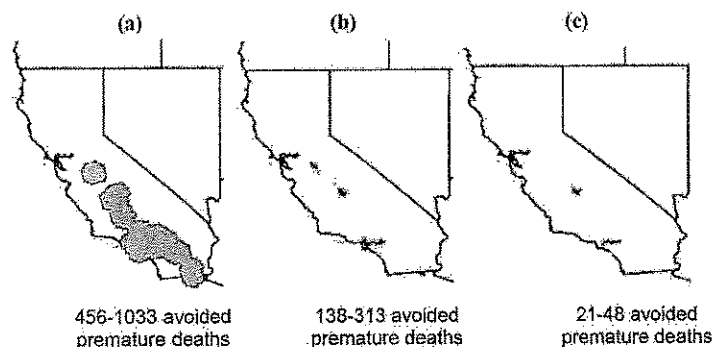 (a) (b) (c)
456-1033 avoided premature deaths
138-313 avoided premature deaths
21-48 avoided premature deaths